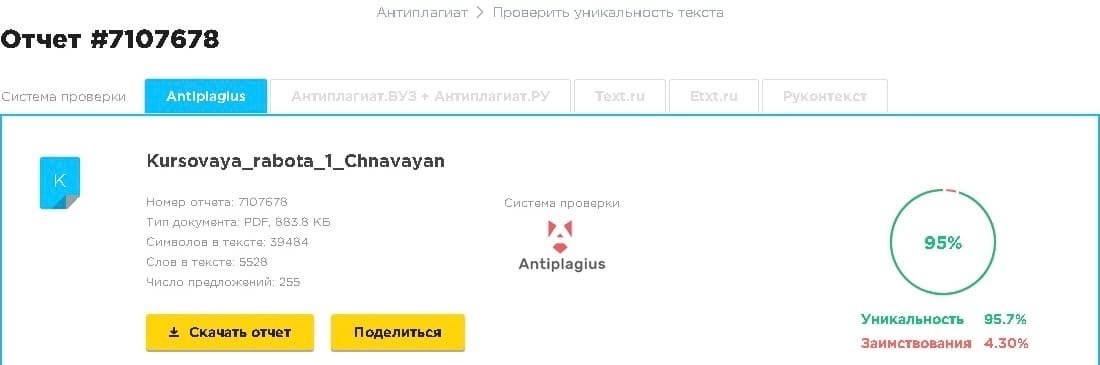 Антиплагиат > Проверить уникальность текста
Отчет #7107678
Система проверки Antiplagius Антиплагиат.ВУЗ + Антиплагиат.РУ Text.ru Etxt.ru Руконтекст
K
Kursovaya_rabota_1_Chnavayan
Номер отчета: 7107678
Тип документа: PDF, 883.8 КБ
Символов в тексте: 39484
Слов в тексте: 5528
Число предложений: 255
Скачать отчет Поделиться
Система проверки
Antiplagius
95%
Уникальность 95.7%
Заимствования 4.30%